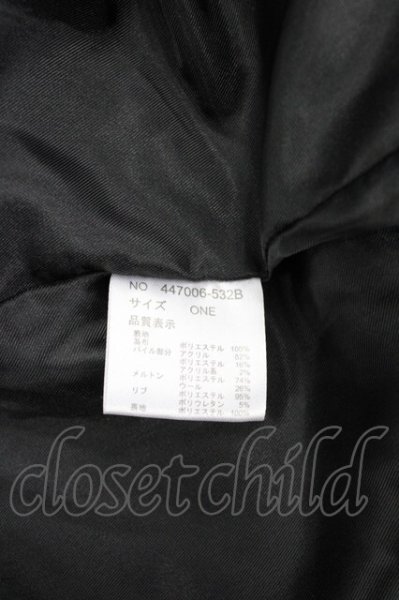 NO 447006-532B
サイズ ONE
品質表示
表地
基布 ポリエステル 100%
パイル部分 アクリル 82%
ポリエステル 16%
アクリル系 2%
メルトン ポリエステル 74%
ウール 26%
リブ ポリエステル 95%
ポリウレタン 5%
裏地 ポリエステル 100%
closetchild